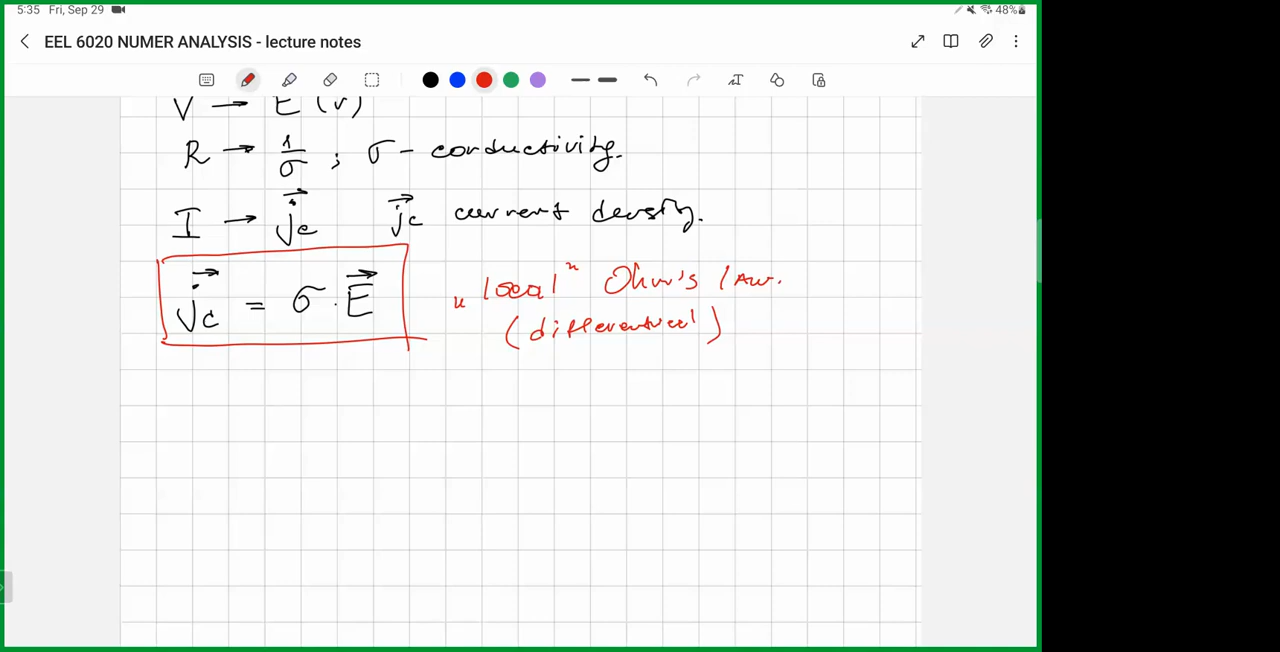 5:35 Fri, Sep 29 48%
EEL 6020 NUMER ANALYSIS - lecture notes
V → E (r)
R → 1/σ ; σ - conductivity.
I → j⃗c j⃗c current density.
j⃗c = σ · E⃗ "local" Ohm's law.
(differential)